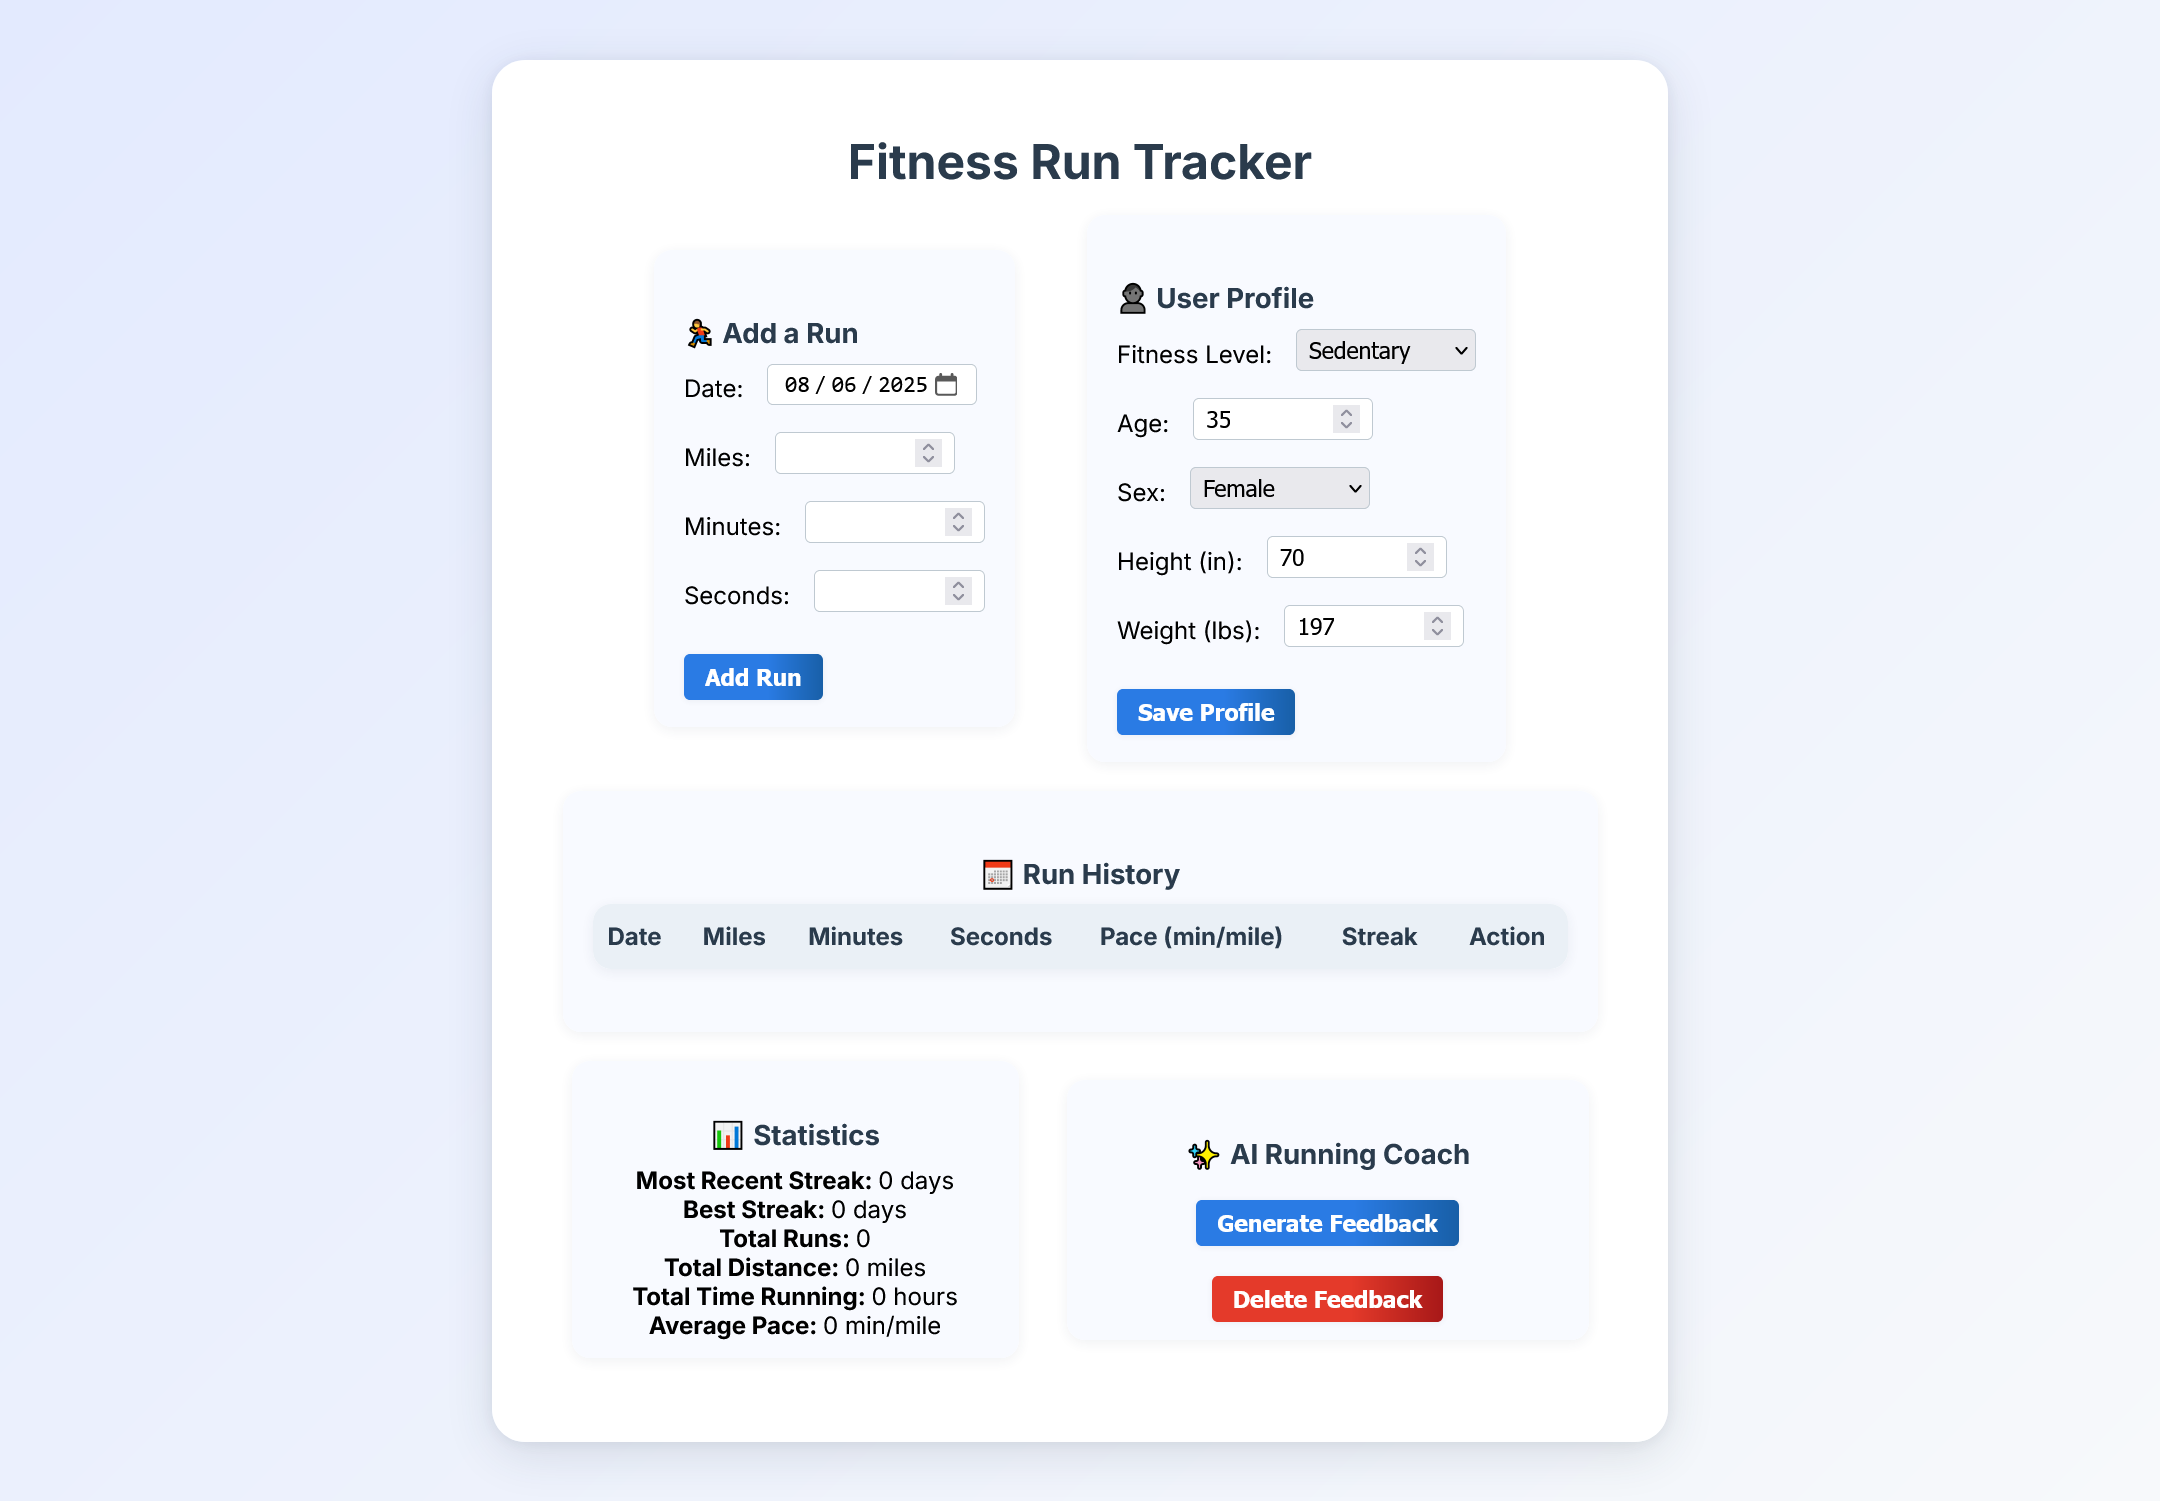 Fitness Run Tracker
Add a Run
Date: 08 / 06 / 2025
Miles:
Minutes:
Seconds:
Add Run
User Profile
Fitness Level: Sedentary
Age: 35
Sex: Female
Height (in): 70
Weight (lbs): 197
Save Profile
Run History
Date Miles Minutes Seconds Pace (min/mile) Streak Action
Statistics
Most Recent Streak: 0 days
Best Streak: 0 days
Total Runs: 0
Total Distance: 0 miles
Total Time Running: 0 hours
Average Pace: 0 min/mile
AI Running Coach
Generate Feedback
Delete Feedback